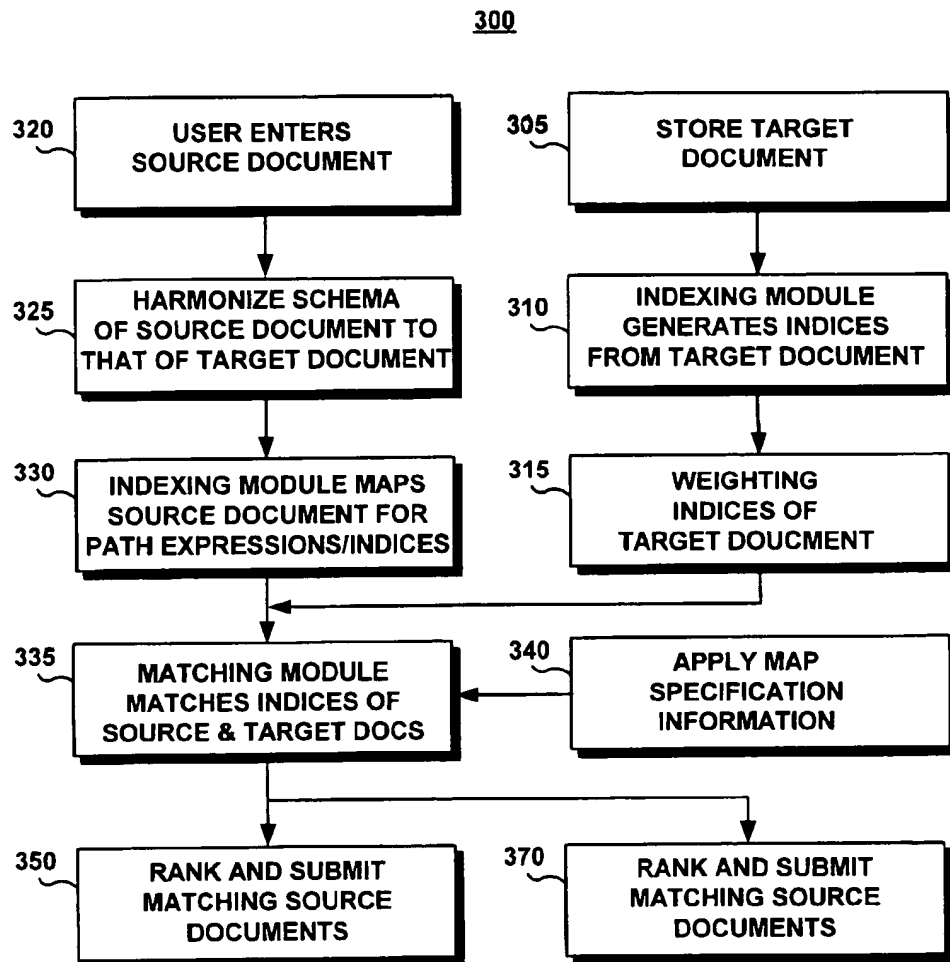 300
320
USER ENTERS
SOURCE DOCUMENT
305
STORE TARGET
DOCUMENT
325
HARMONIZE SCHEMA
OF SOURCE DOCUMENT TO
THAT OF TARGET DOCUMENT
310
INDEXING MODULE
GENERATES INDICES
FROM TARGET DOCUMENT
330
INDEXING MODULE MAPS
SOURCE DOCUMENT FOR
PATH EXPRESSIONS/INDICES
315
WEIGHTING
INDICES OF
TARGET DOUCMENT
335
MATCHING MODULE
MATCHES INDICES OF
SOURCE & TARGET DOCS
340
APPLY MAP
SPECIFICATION
INFORMATION
350
RANK AND SUBMIT
MATCHING SOURCE
DOCUMENTS
370
RANK AND SUBMIT
MATCHING SOURCE
DOCUMENTS